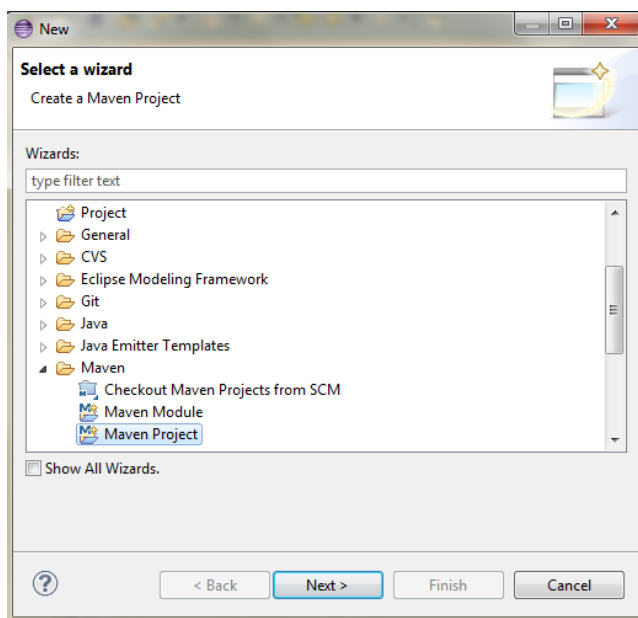 New
Select a wizard
Create a Maven Project
Wizards:
type filter text
Project
General
CVS
Eclipse Modeling Framework
Git
Java
Java Emitter Templates
Maven
Checkout Maven Projects from SCM
Maven Module
Maven Project
Show All Wizards.
< Back Next > Finish Cancel